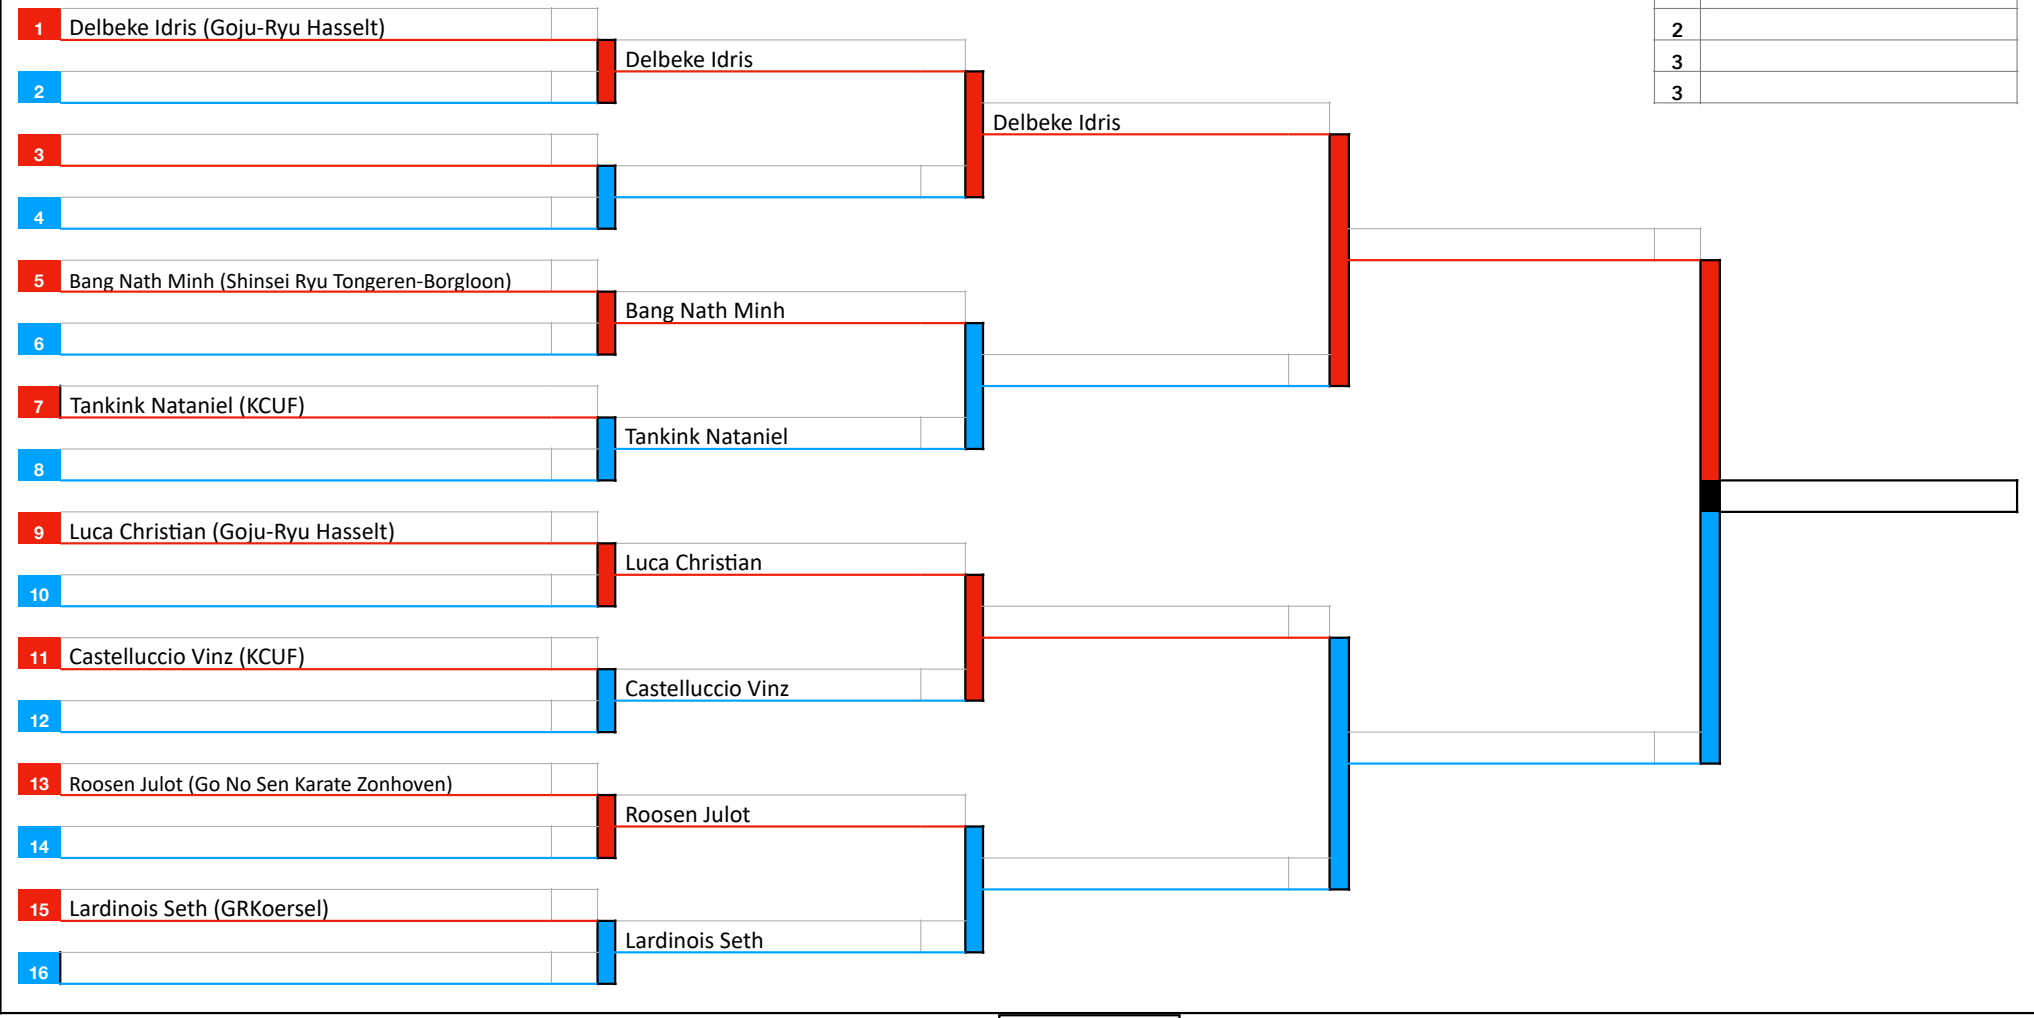 1 Delbeke Idris (Goju-Ryu Hasselt)
2
3
4
5 Bang Nath Minh (Shinsei Ryu Tongeren-Borgloon)
6
7 Tankink Nataniel (KCUF)
8
9 Luca Christian (Goju-Ryu Hasselt)
10
11 Castelluccio Vinz (KCUF)
12
13 Roosen Julot (Go No Sen Karate Zonhoven)
14
15 Lardinois Seth (GRKoersel)
16
Delbeke Idris
Bang Nath Minh
Tankink Nataniel
Luca Christian
Castelluccio Vinz
Roosen Julot
Lardinois Seth
Delbeke Idris
2
3
3